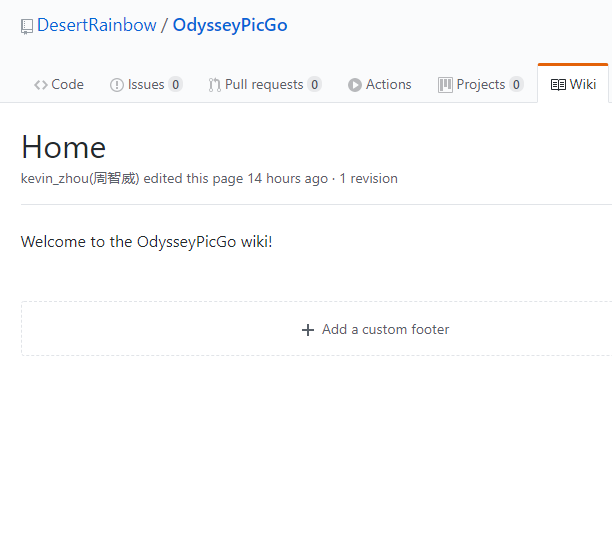 DesertRainbow / OdysseyPicGo
Code Issues 0 Pull requests 0 Actions Projects 0 Wiki
Home
kevin_zhou(周智威) edited this page 14 hours ago · 1 revision
Welcome to the OdysseyPicGo wiki!
+ Add a custom footer